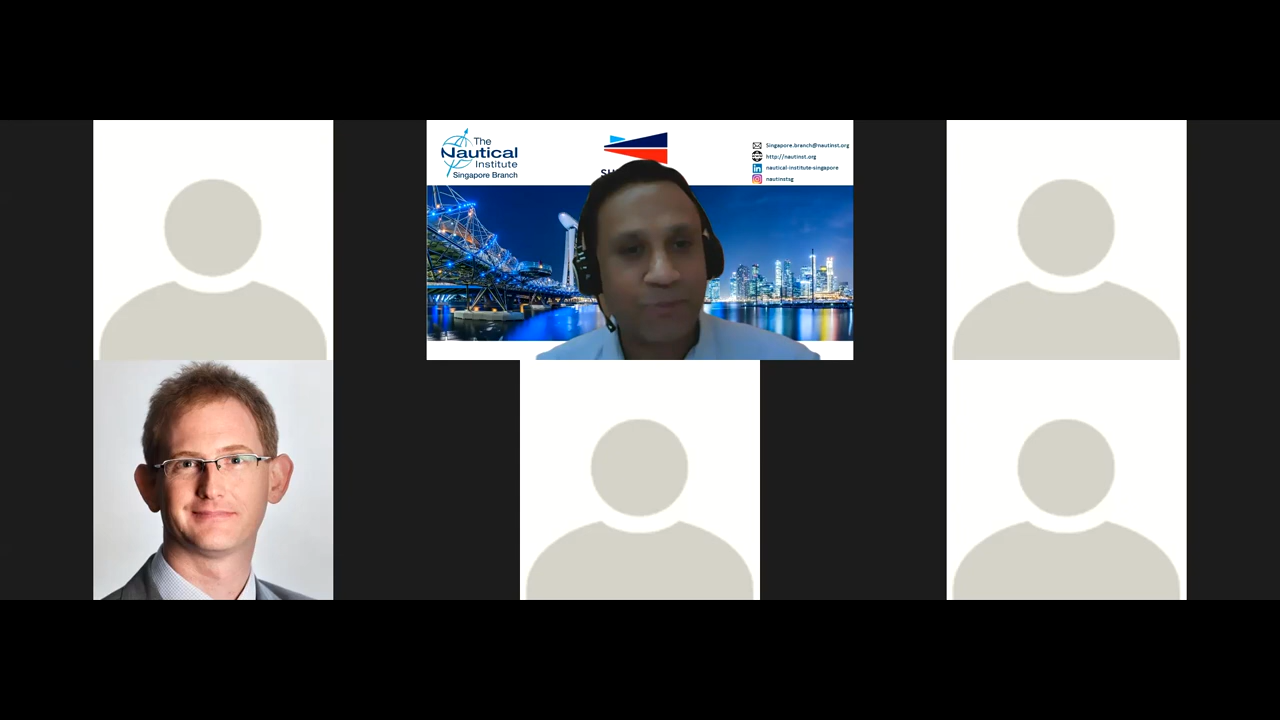 The
Nautical
Institute
Singapore Branch
Singapore.branch@nautinst.org
http://nautinst.org
nautical-institute-singapore
nautinstsg